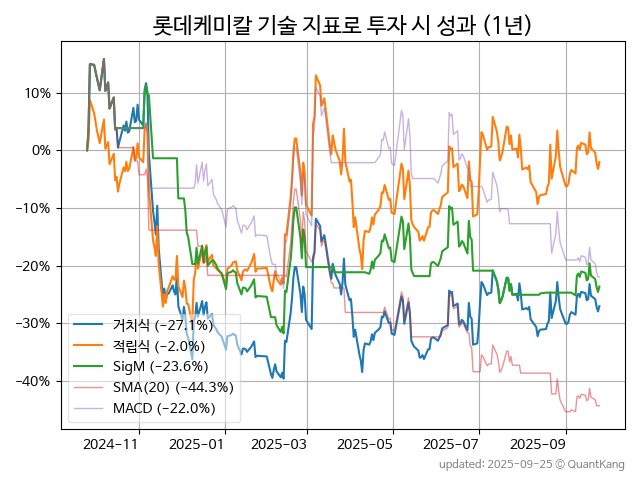 롯데케미칼 기술 지표로 투자 시 성과 (1년)
10%
0%
−10%
−20%
−30%
−40%
거치식 (−27.1%)
적립식 (−2.0%)
SigM (−23.6%)
SMA(20) (−44.3%)
MACD (−22.0%)
2024-11 2025-01 2025-03 2025-05 2025-07 2025-09
updated: 2025-09-25 © QuantKang